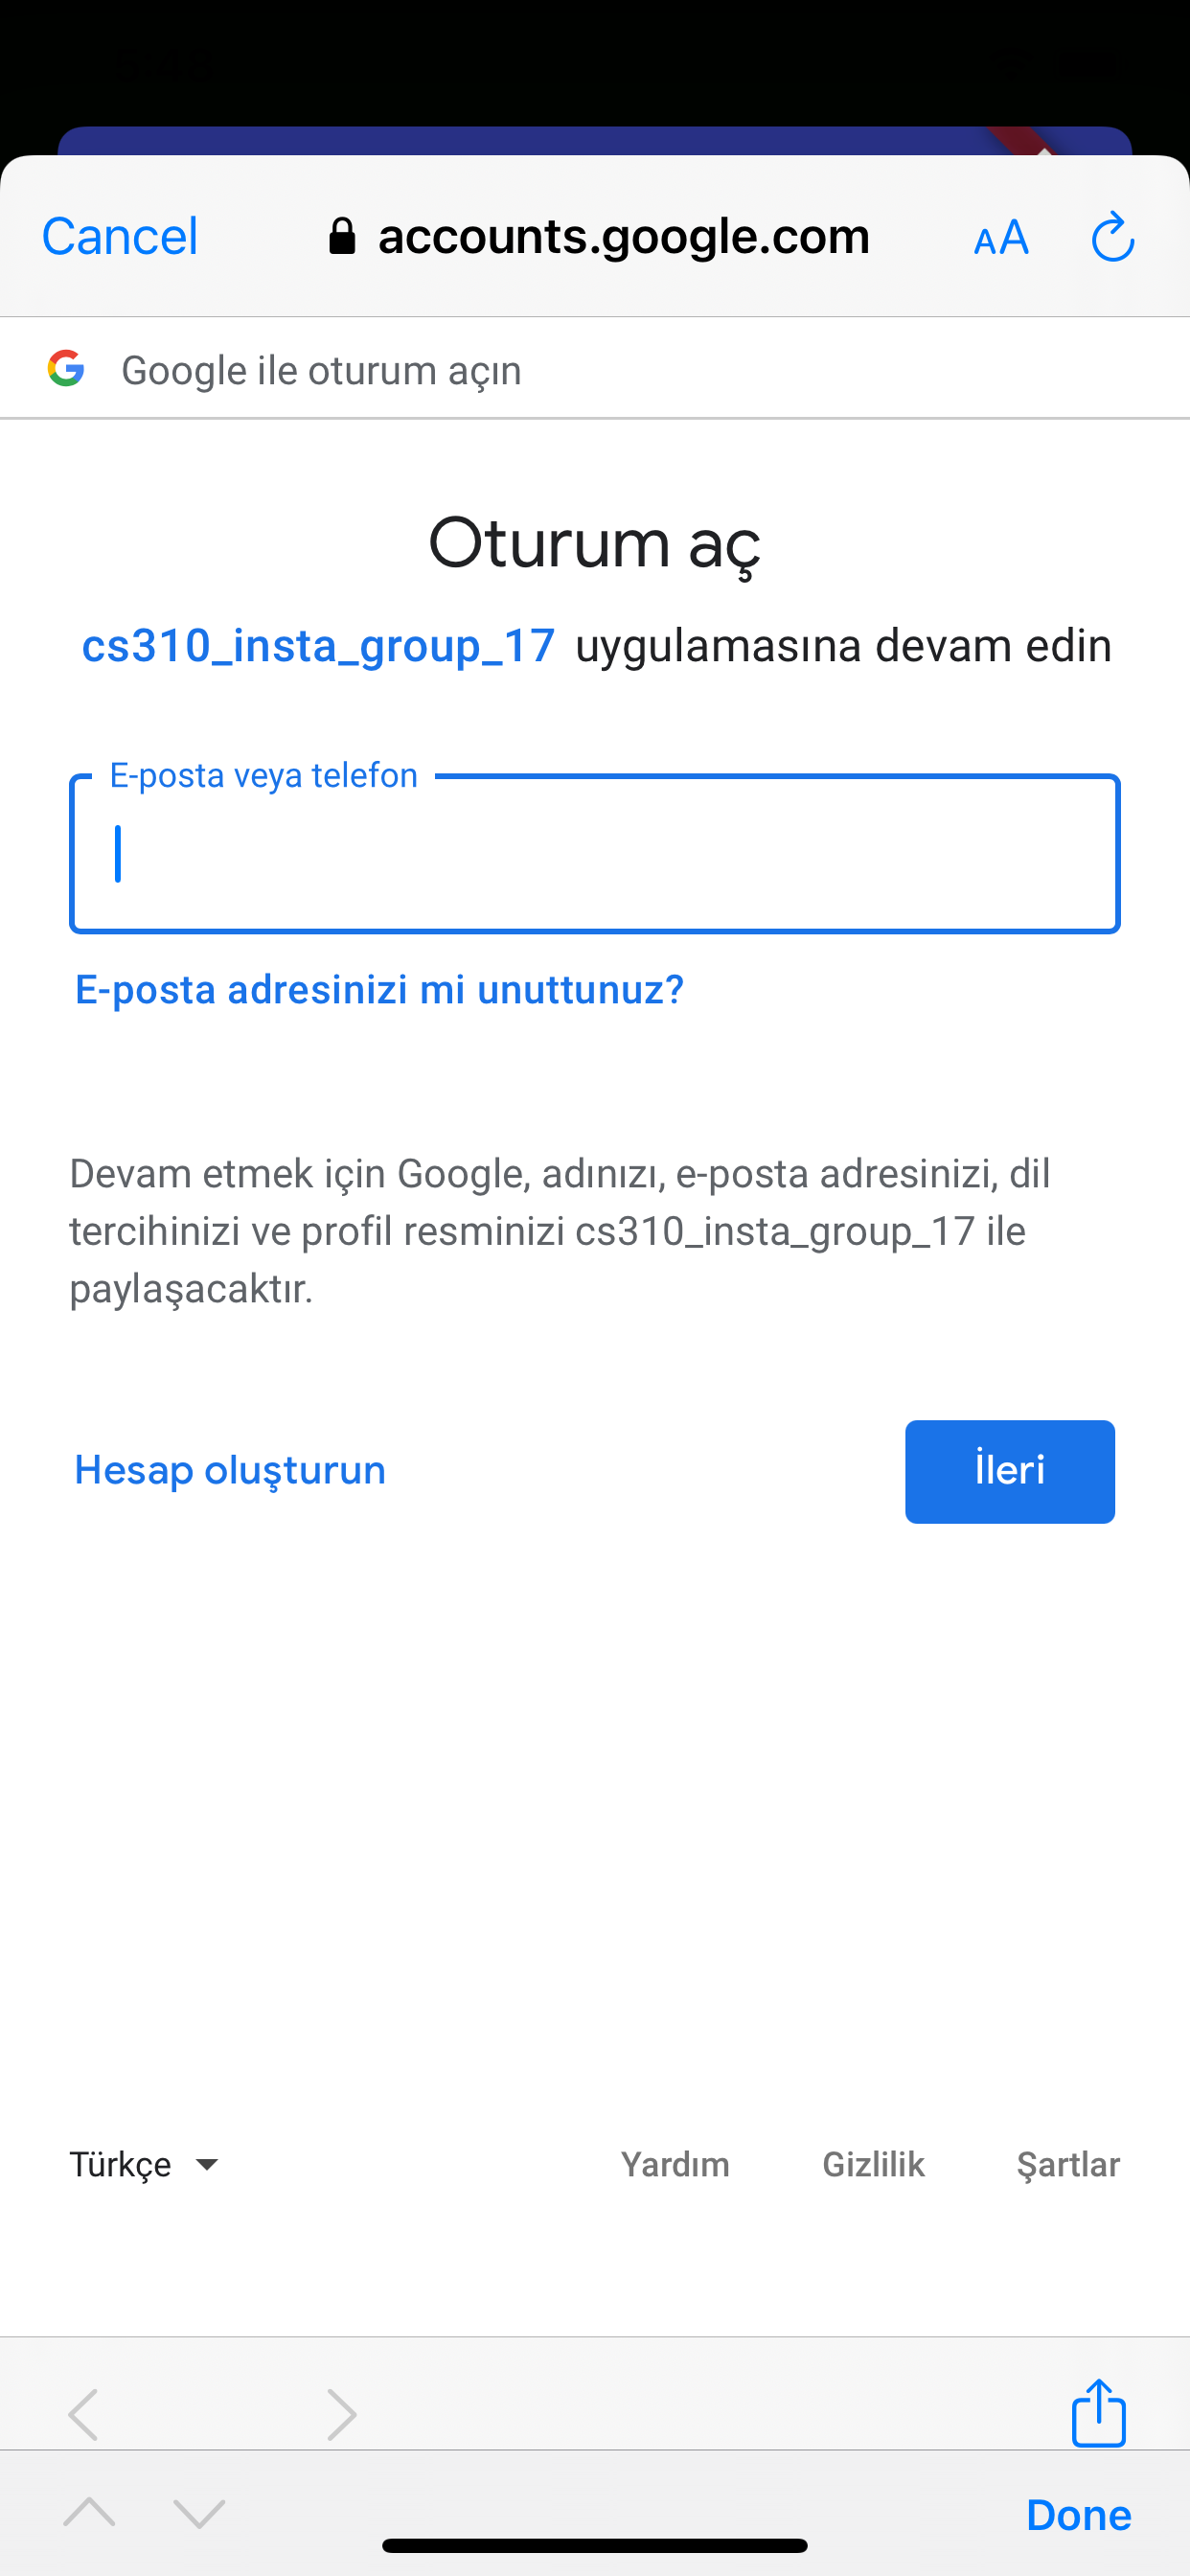 Cancel
accounts.google.com
AA
Google ile oturum açın
Oturum aç
cs310_insta_group_17 uygulamasına devam edin
E-posta veya telefon
E-posta adresinizi mi unuttunuz?
Devam etmek için Google, adınızı, e-posta adresinizi, dil
tercihinizi ve profil resminizi cs310_insta_group_17 ile
paylaşacaktır.
Hesap oluşturun
İleri
Türkçe
Yardım
Gizlilik
Şartlar
Done